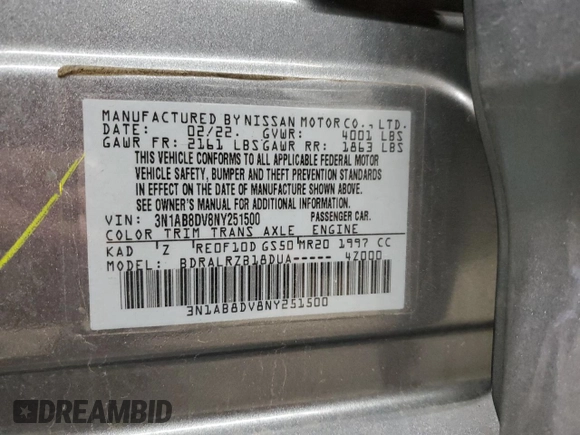 MANUFACTURED BY NISSAN MOTOR CO., LTD.
DATE: 02/22. GVWR: 4001 LBS
GAWR FR: 2161 LBS GAWR RR: 1863 LBS
THIS VEHICLE CONFORMS TO ALL APPLICABLE FEDERAL MOTOR
VEHICLE SAFETY, BUMPER AND THEFT PREVENTION STANDARDS
IN EFFECT ON THE DATE OF MANUFACTURE SHOWN ABOVE.
SEE OWNER'S MANUAL FOR ADDITIONAL INFORMATION.
VIN: 3N1AB8DV8NY251500 PASSENGER CAR.
COLOR TRIM TRANS AXLE ENGINE
KAD Z RE0F10D GS50 MR20 1997 CC
MODEL: BDRALRZB18DUA----- 4Z000
3N1AB8DV8NY251500
DREAMBID